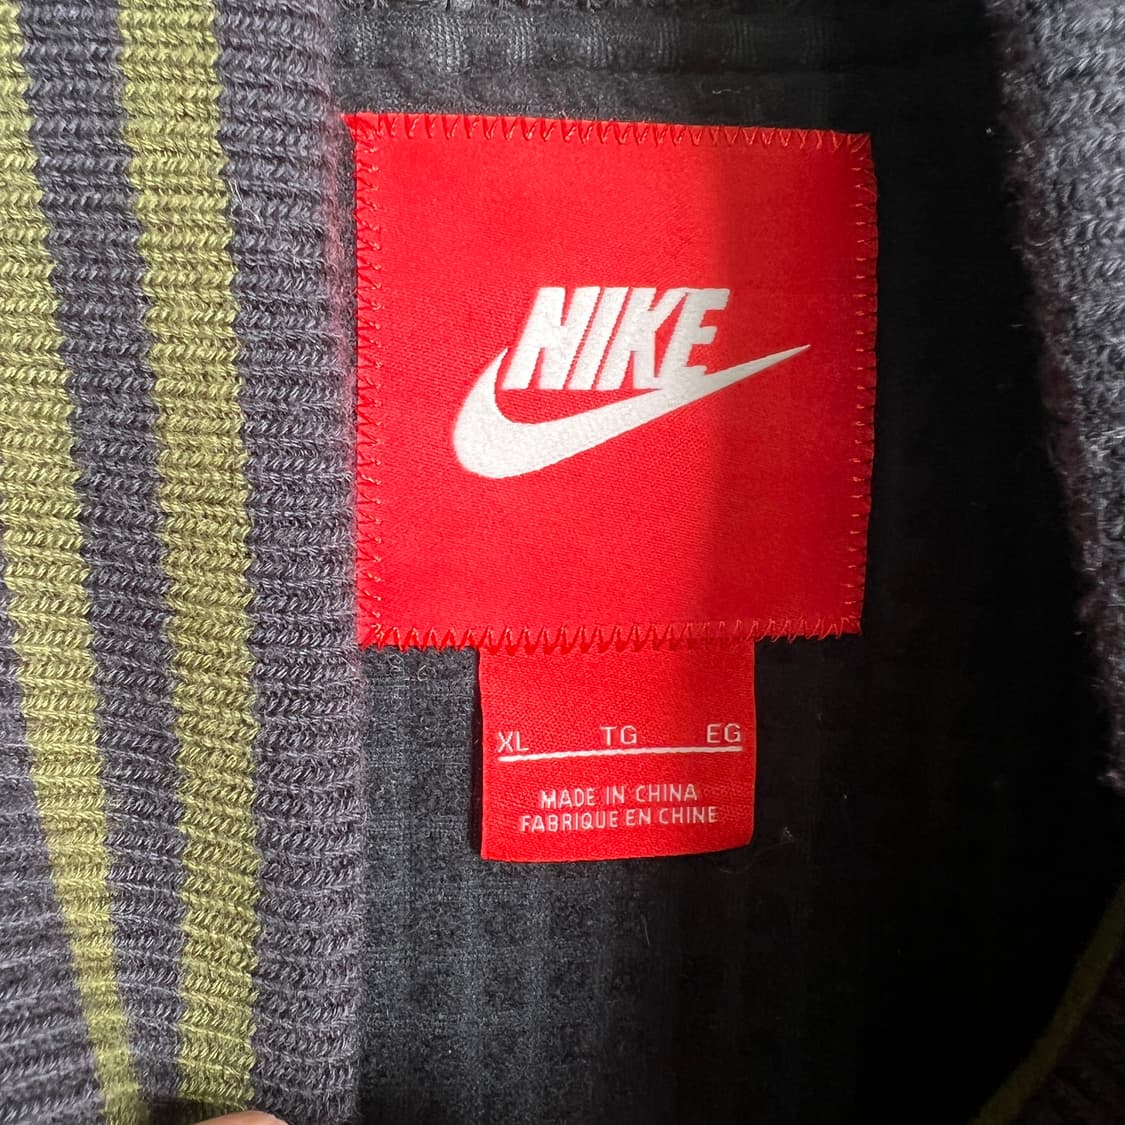 NIKE
XL TG EG
MADE IN CHINA
FABRIQUE EN CHINE